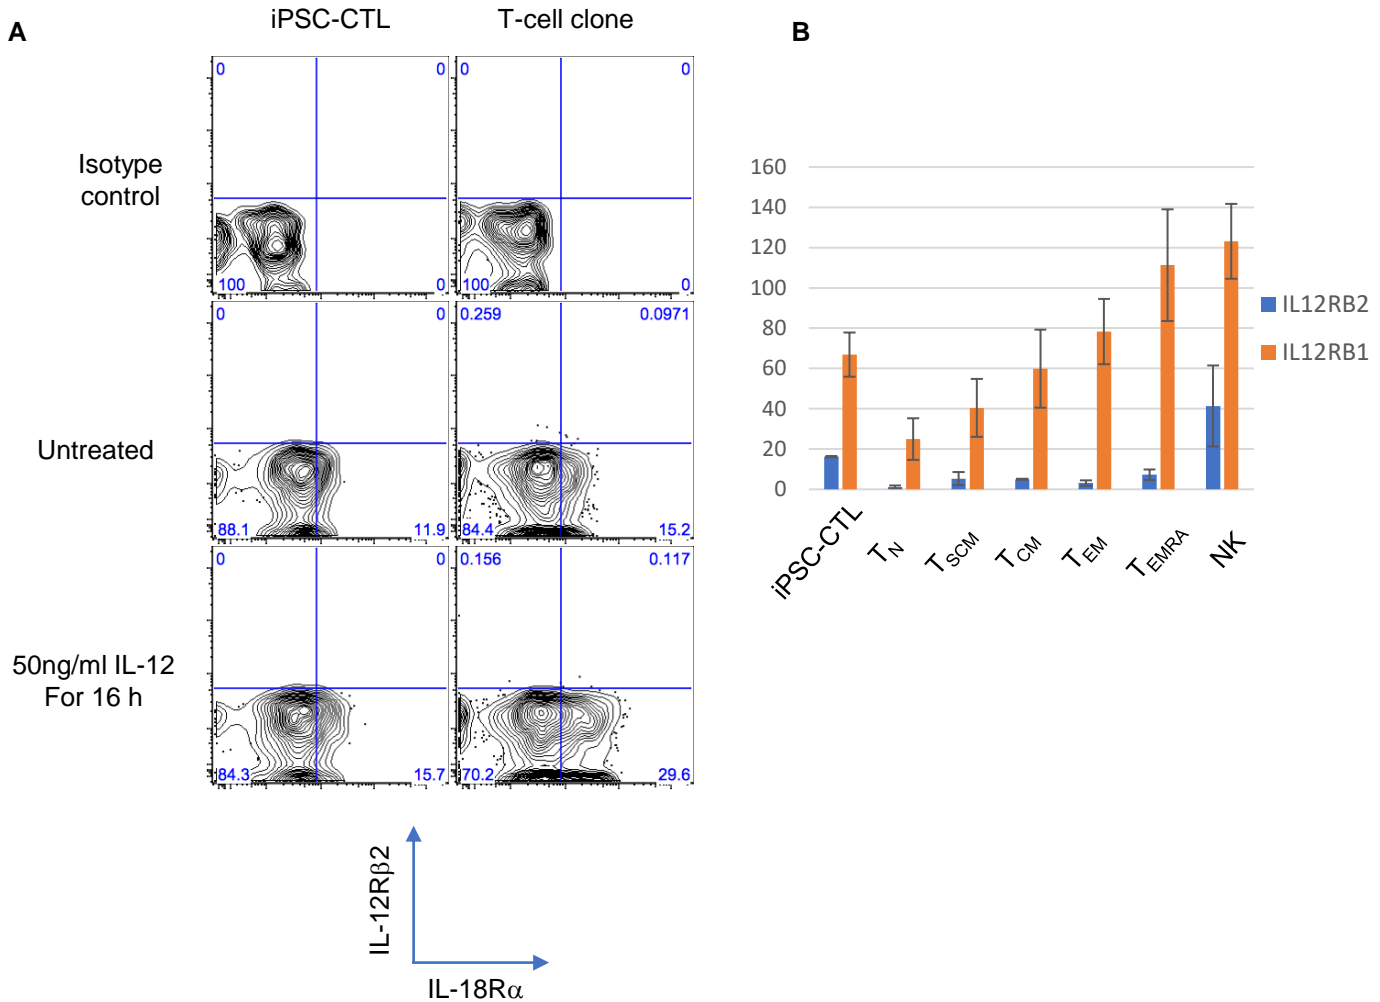 A
iPSC-CTL
T-cell clone
B
Isotype
control
0
0
100
0
0
0
100
0
Untreated
0
0
88.1
11.9
0.259
0.0971
84.4
15.2
50ng/ml IL-12
For 16 h
0
0
84.3
15.7
0.156
0.117
70.2
29.6
IL-12Rβ2
IL-18Rα
160
140
120
100
80
60
40
20
0
iPSC-CTL
TN
TSCM
TCM
TEM
TEMRA
NK
IL12RB2
IL12RB1